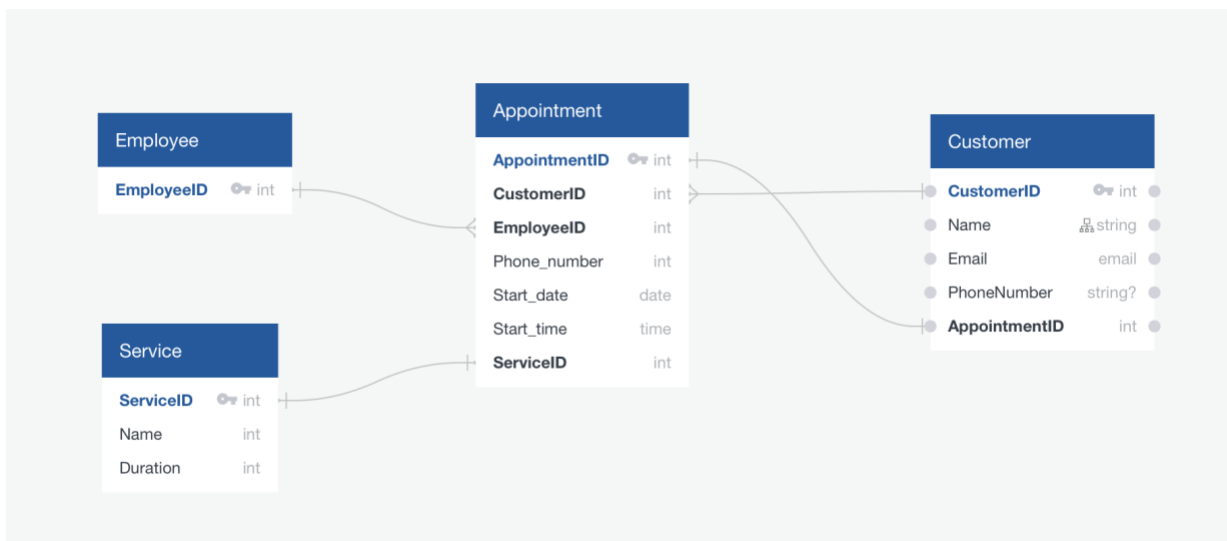 Employee
EmployeeID int
Service
ServiceID int
Name int
Duration int
Appointment
AppointmentID int
CustomerID int
EmployeeID int
Phone_number int
Start_date date
Start_time time
ServiceID int
Customer
CustomerID int
Name string
Email email
PhoneNumber string?
AppointmentID int